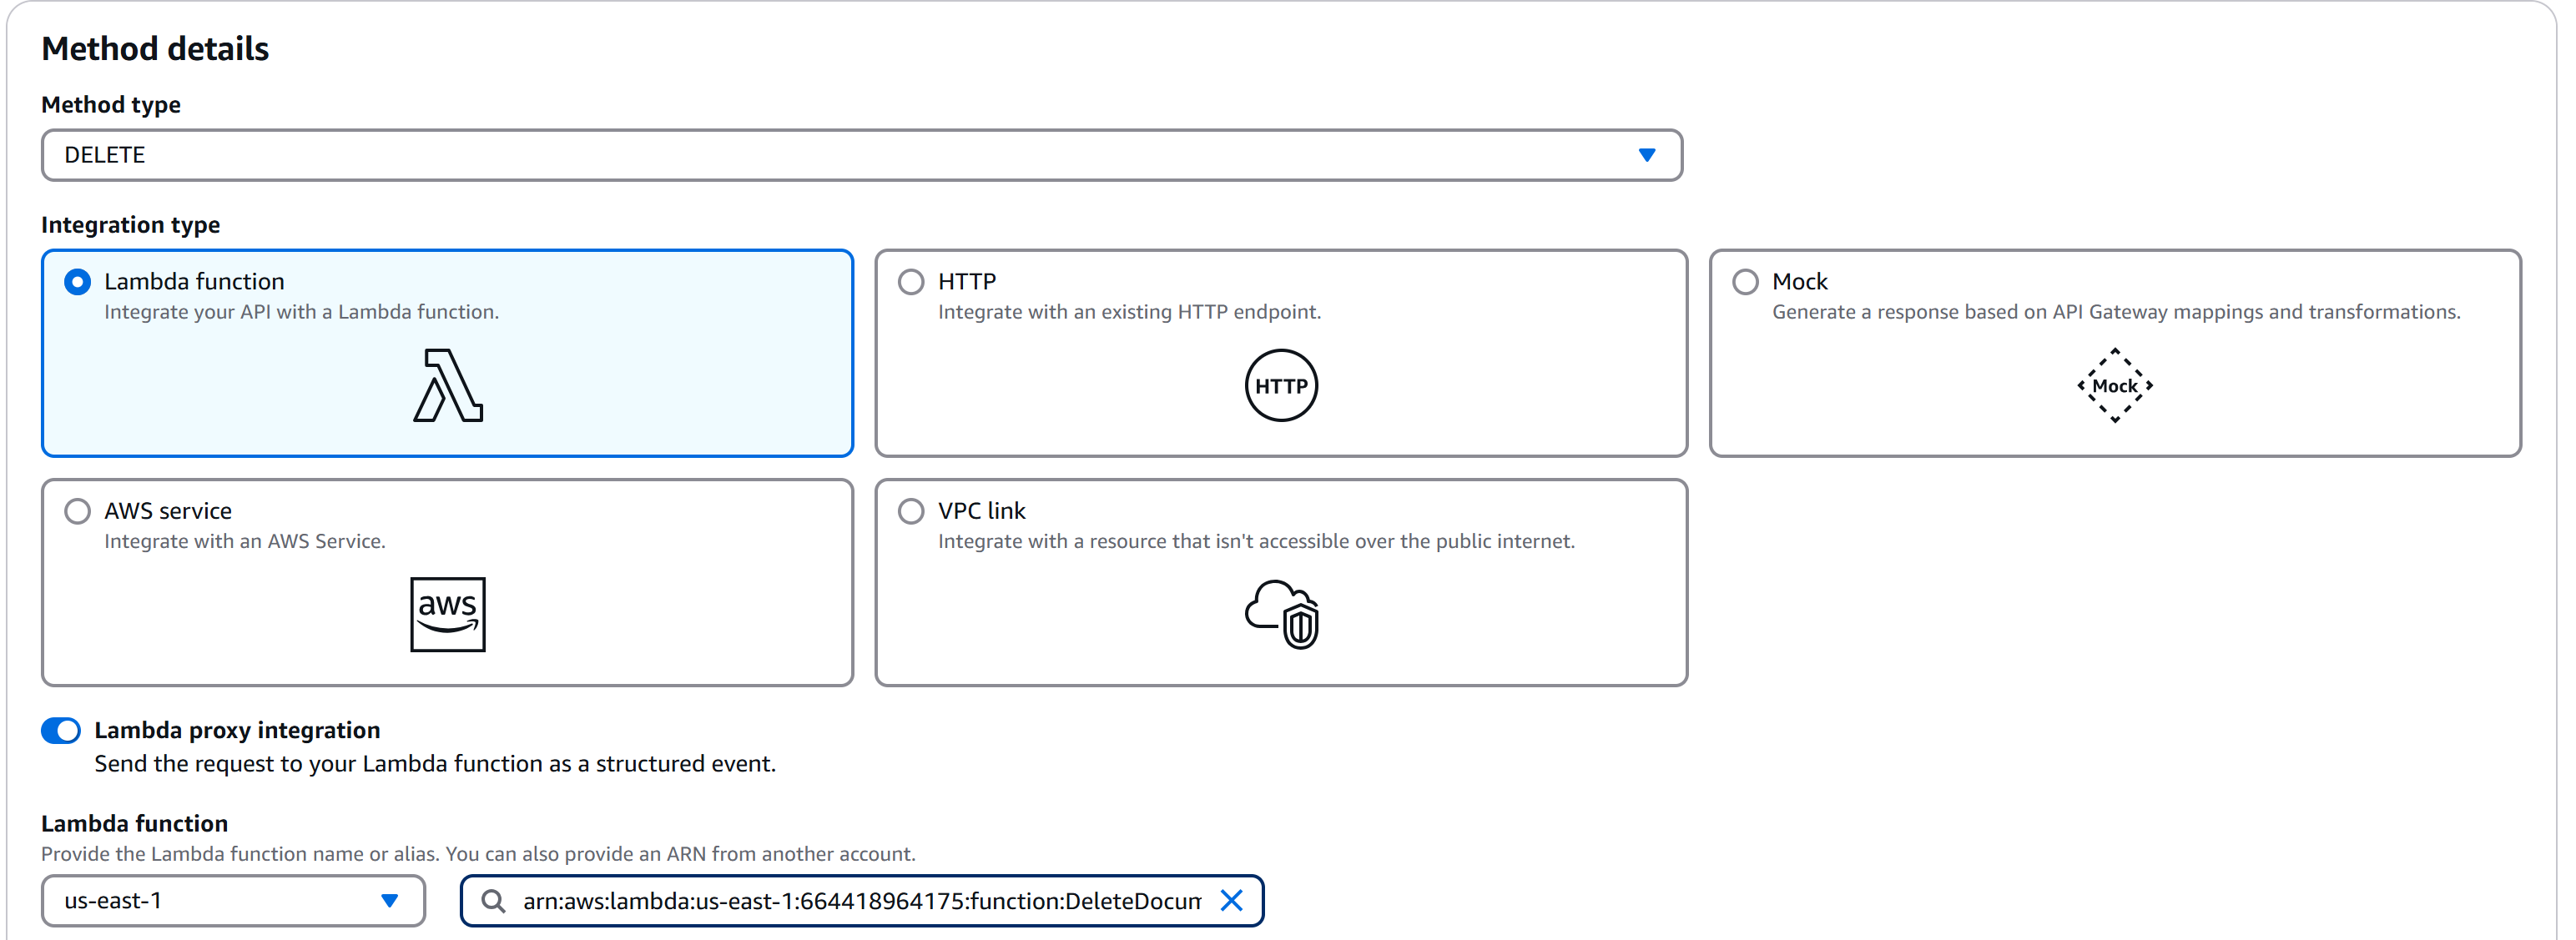 Method details
Method type
DELETE
Integration type
Lambda function
Integrate your API with a Lambda function.
HTTP
Integrate with an existing HTTP endpoint.
HTTP
Mock
Generate a response based on API Gateway mappings and transformations.
Mock
AWS service
Integrate with an AWS Service.
aws
VPC link
Integrate with a resource that isn't accessible over the public internet.
Lambda proxy integration
Send the request to your Lambda function as a structured event.
Lambda function
Provide the Lambda function name or alias. You can also provide an ARN from another account.
us-east-1
arn:aws:lambda:us-east-1:664418964175:function:DeleteDocum